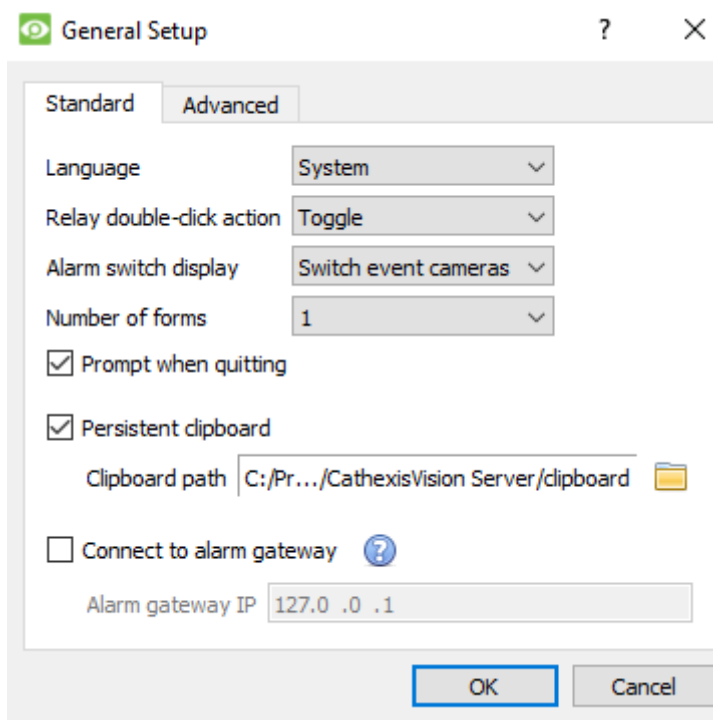 General Setup
Standard Advanced
Language System
Relay double-click action Toggle
Alarm switch display Switch event cameras
Number of forms 1
Prompt when quitting
Persistent clipboard
Clipboard path C:/Pr.../CathexisVision Server/clipboard
Connect to alarm gateway ?
Alarm gateway IP 127.0 .0 .1
OK Cancel